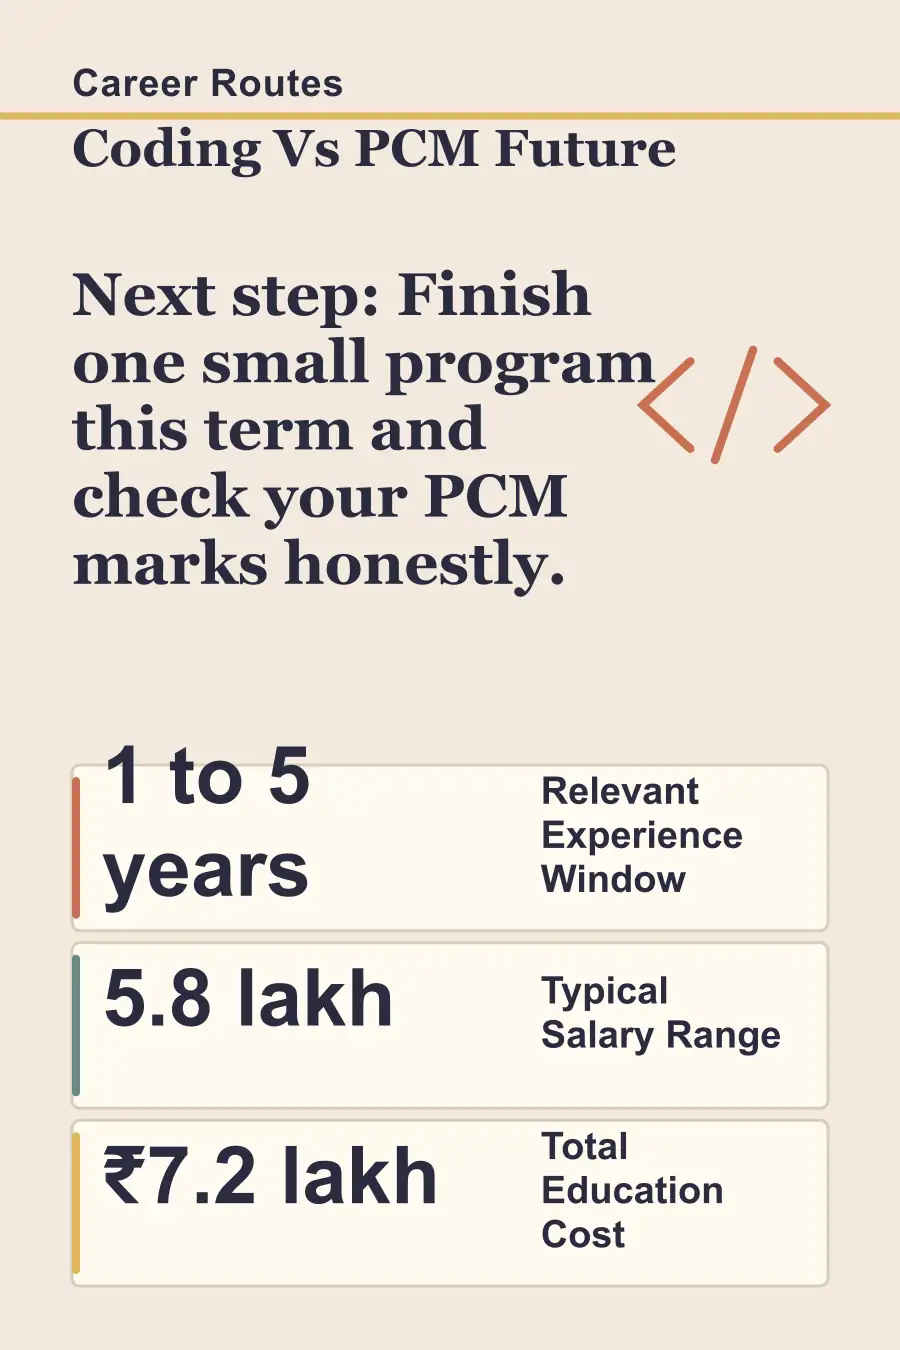 Career Routes
Coding Vs PCM Future
Next step: Finish
one small program
this term and
check your PCM
marks honestly.
1 to 5
years
Relevant
Experience
Window
5.8 lakh
Typical
Salary Range
₹7.2 lakh
Total
Education
Cost